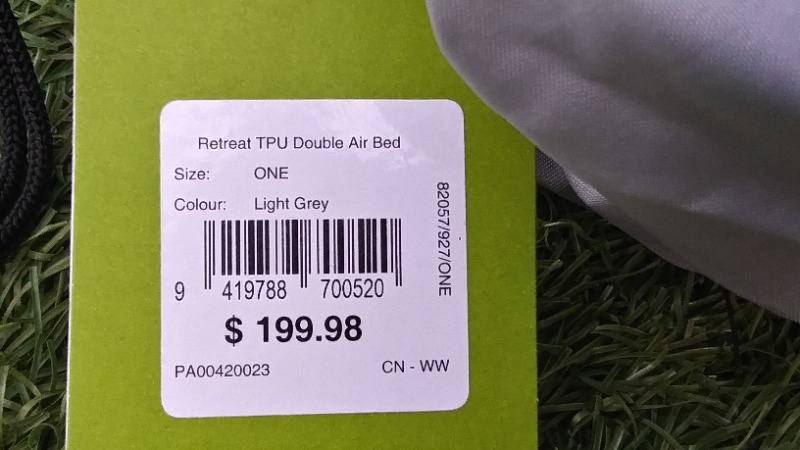 Retreat TPU Double Air Bed
Size: ONE
Colour: Light Grey
82057/927/ONE
9 419788 700520
$ 199.98
PA00420023 CN - WW